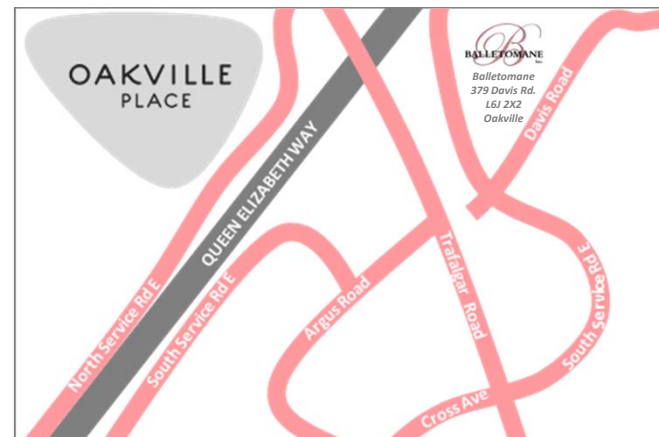 OAKVILLE
PLACE
B
BALLETOMANE
Inc.
Balletomane
379 Davis Rd.
L6J 2X2
Oakville
Davis Road
QUEEN ELIZABETH WAY
North Service Rd E
South Service Rd E
Argus Road
Trafalgar Road
South Service Rd E
Cross Ave